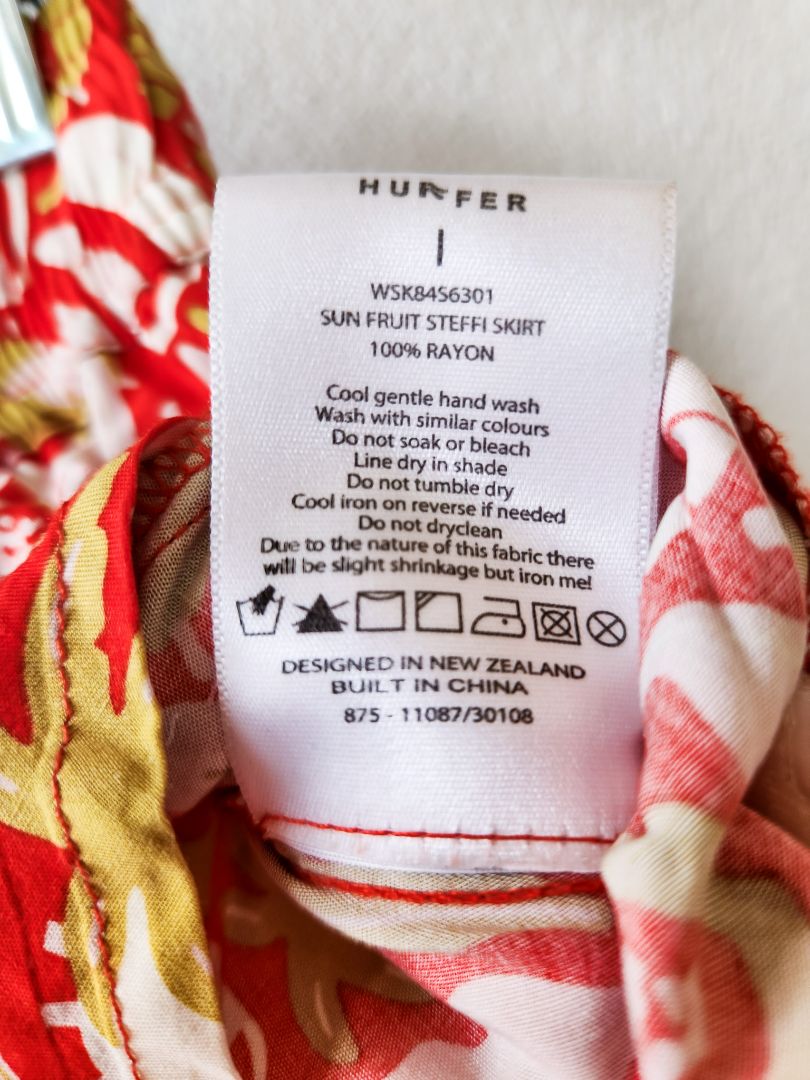 HUFFER
|
WSK84S6301
SUN FRUIT STEFFI SKIRT
100% RAYON
Cool gentle hand wash
Wash with similar colours
Do not soak or bleach
Line dry in shade
Do not tumble dry
Cool iron on reverse if needed
Do not dryclean
Due to the nature of this fabric there
will be slight shrinkage but iron me!
DESIGNED IN NEW ZEALAND
BUILT IN CHINA
875 - 11087/30108